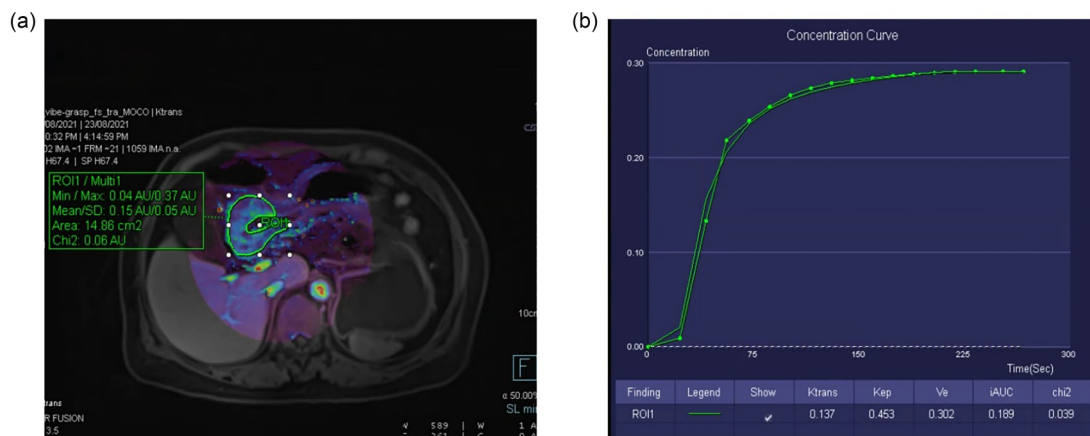 (a)
vibe-grasp_fs_tra_MOCO | Ktrans
08/2021 | 23/08/2021
0:32 PM | 4:14:59 PM
02 IMA ~1 FRM ~21 | 1059 IMA n.a.
H67.4 | SP H67.4
ROI1 / Multi1
Min / Max: 0.04 AU/0.37 AU
Mean/SD: 0.15 AU/0.05 AU
Area: 14.86 cm2
Chi2: 0.06 AU
ROI1
10cm
F
α 50.00%
SL min
trans
R FUSION
3.5
W 589 | W 1 A
(b)
Concentration Curve
Concentration
0.30
0.20
0.10
0.00
0 75 150 225 300
Time(Sec)
Finding Legend Show Ktrans Kep Ve iAUC chi2
ROI1 0.137 0.453 0.302 0.189 0.039